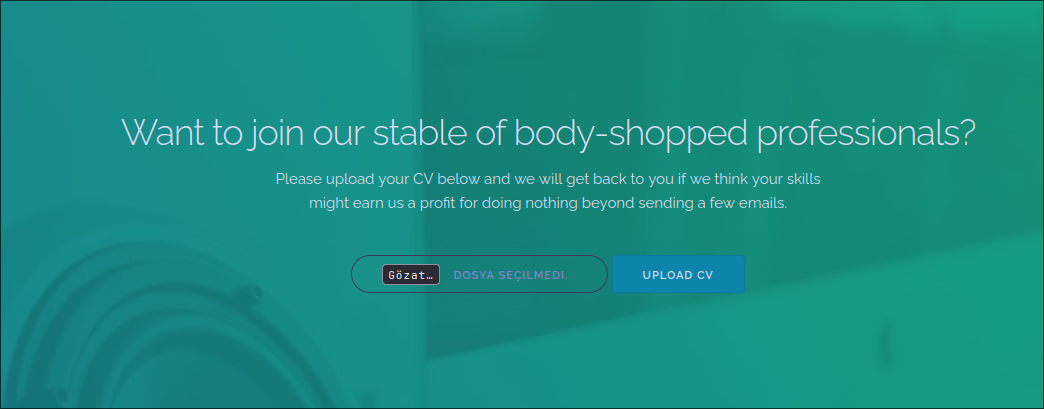 Want to join our stable of body-shopped professionals?
Please upload your CV below and we will get back to you if we think your skills
might earn us a profit for doing nothing beyond sending a few emails.
Gözat… DOSYA SEÇILMEDI. UPLOAD CV